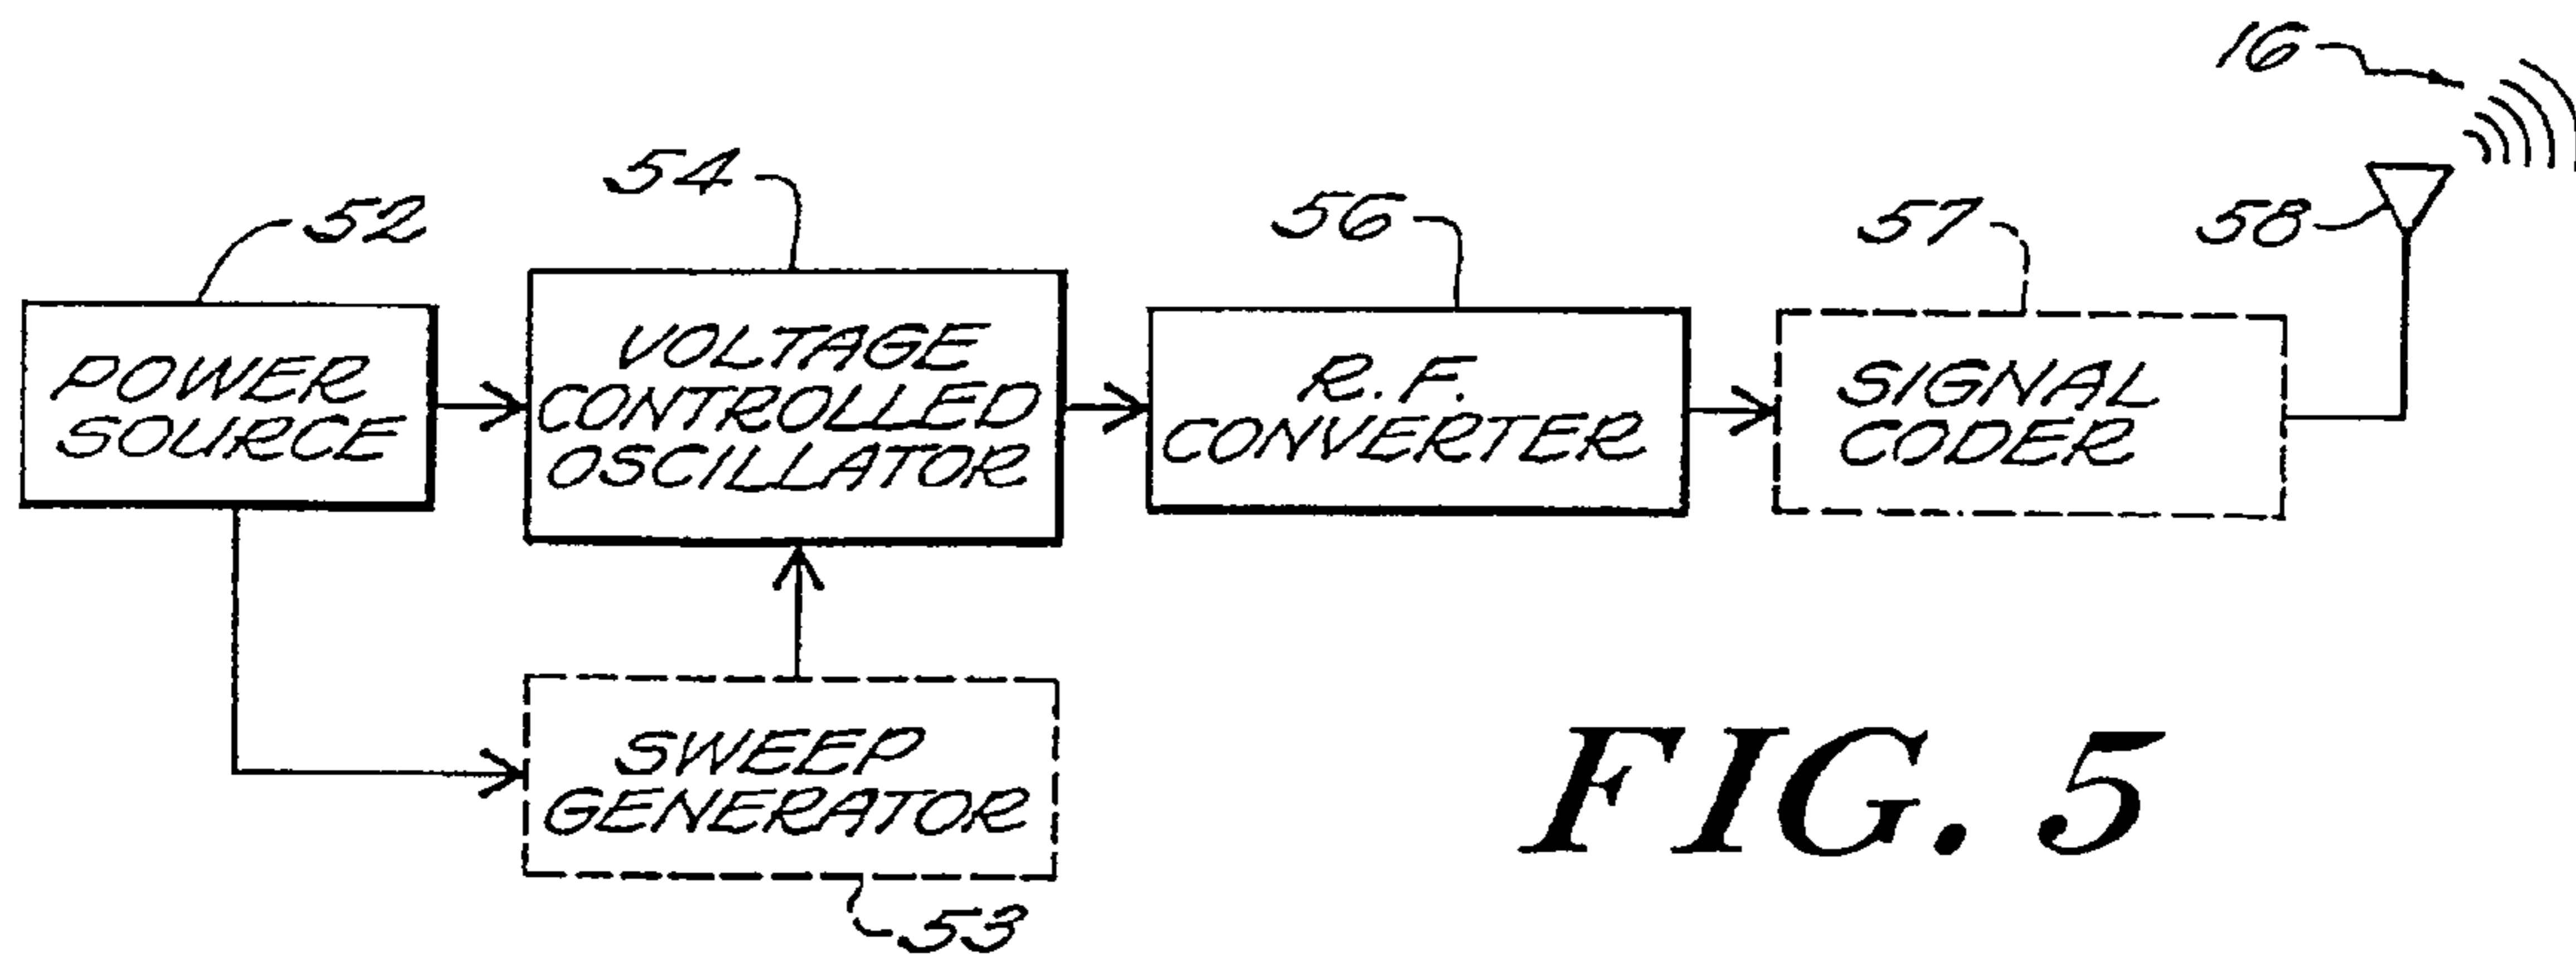 16
54
52
56
57
58
POWER
SOURCE
VOLTAGE
CONTROLLED
OSCILLATOR
R.F.
CONVERTER
SIGNAL
CODER
SWEEP
GENERATOR
53
FIG. 5